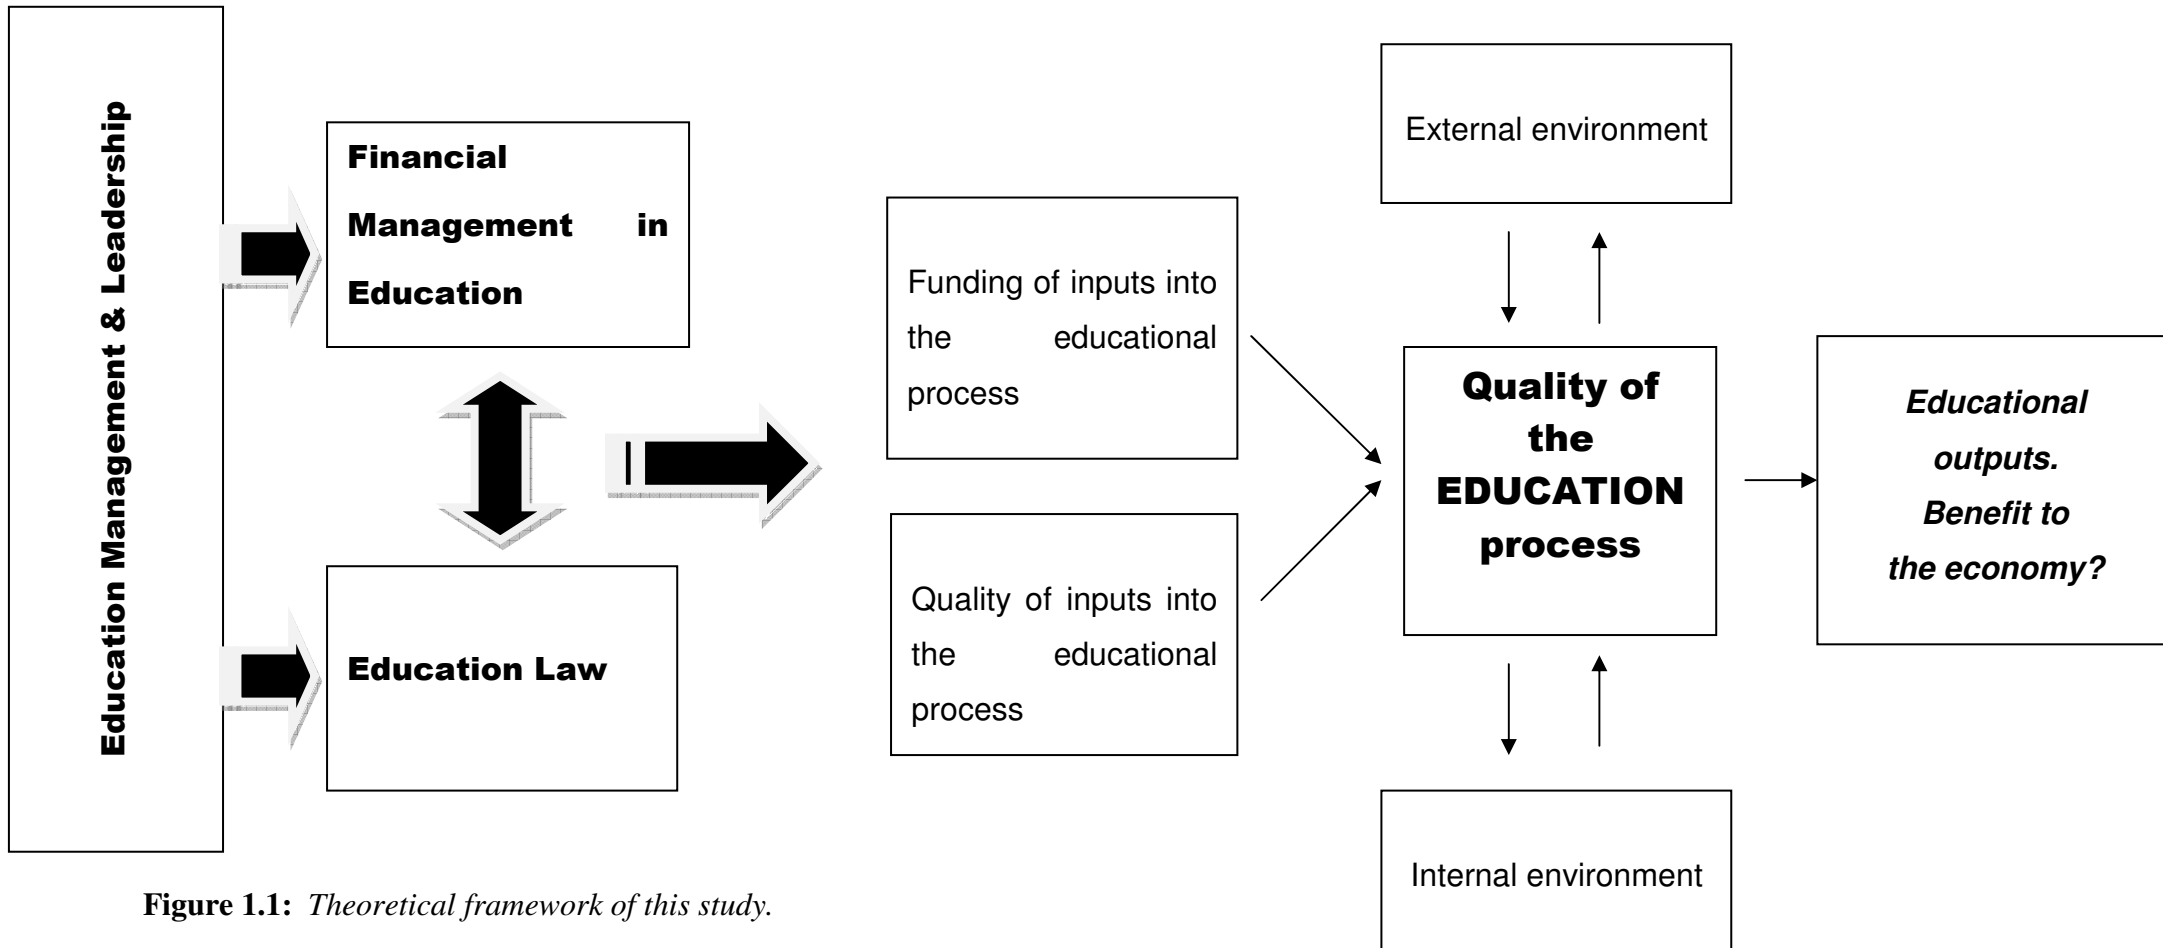 Education Management & Leadership
Financial
Management in
Education
Education Law
Funding of inputs into
the educational
process
Quality of inputs into
the educational
process
External environment
Quality of
the
EDUCATION
process
Internal environment
Educational
outputs.
Benefit to
the economy?
Figure 1.1: Theoretical framework of this study.